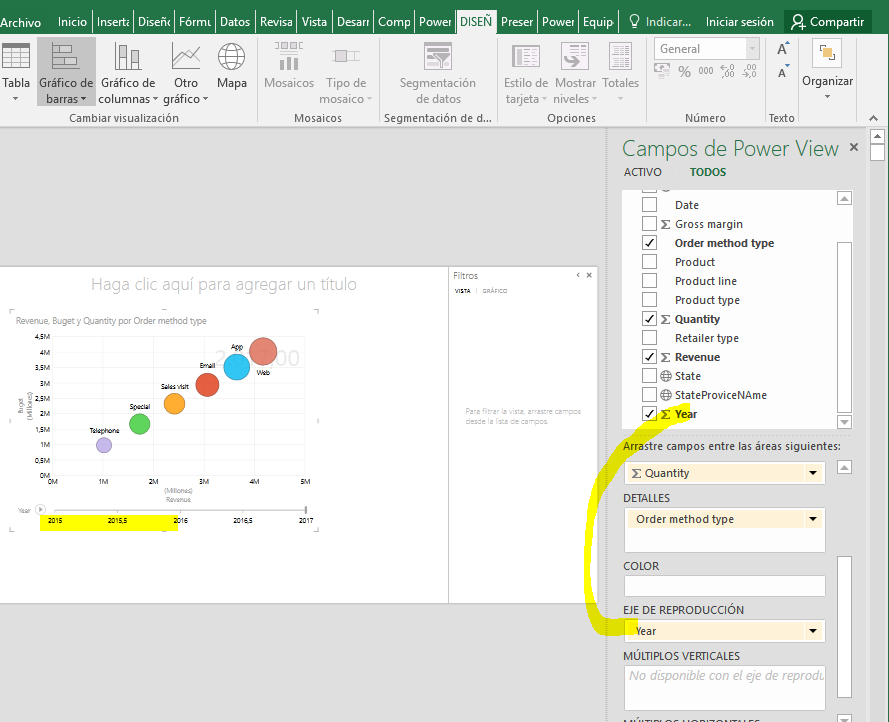 Archivo Inicio Inserta Diseño Fórmu Datos Revisa Vista Desarr Comp Power DISEÑ Preser Power Equip Indicar... Iniciar sesión Compartir
Tabla Gráfico de barras Gráfico de columnas Otro gráfico Mapa Mosaicos Tipo de mosaico Segmentación de datos Estilo de tarjeta Mostrar niveles Totales General Organizar
% 000
Cambiar visualización Mosaicos Segmentación de d... Opciones Número Texto
Campos de Power View
ACTIVO TODOS
Date
Σ Gross margin
Order method type
Product
Product line
Product type
Σ Quantity
Retailer type
Σ Revenue
State
StateProviceNAme
Σ Year
Arrastre campos entre las áreas siguientes:
Σ Quantity
DETALLES
Order method type
COLOR
EJE DE REPRODUCCIÓN
Year
MÚLTIPLOS VERTICALES
No disponible con el eje de reprodu
MÚLTIPLOS HORIZONTALES
Haga clic aquí para agregar un título
Revenue, Buget y Quantity por Order method type
4,5M
4M
3,5M
3M
2,5M
2M
1,5M
1M
0,5M
0M
Buget
(Millones)
App
Web
Email
Sales visit
Special
Telephone
0M 1M 2M 3M 4M 5M
(Millones)
Revenue
Year
2015 2015,5 2016 2016,5 2017
Filtros
VISTA GRÁFICO
Para filtrar la vista, arrastre campos
desde la lista de campos.